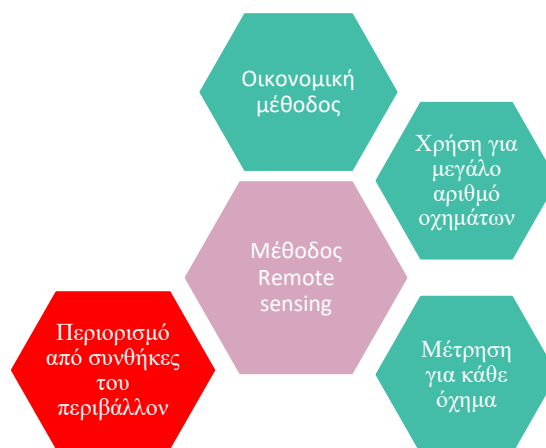 Οικονομική
μέθοδος
Χρήση για
μεγάλο
αριθμό
οχημάτων
Μέθοδος
Remote
sensing
Περιορισμό
από συνθήκες
του
περιβάλλον
Μέτρηση
για κάθε
όχημα